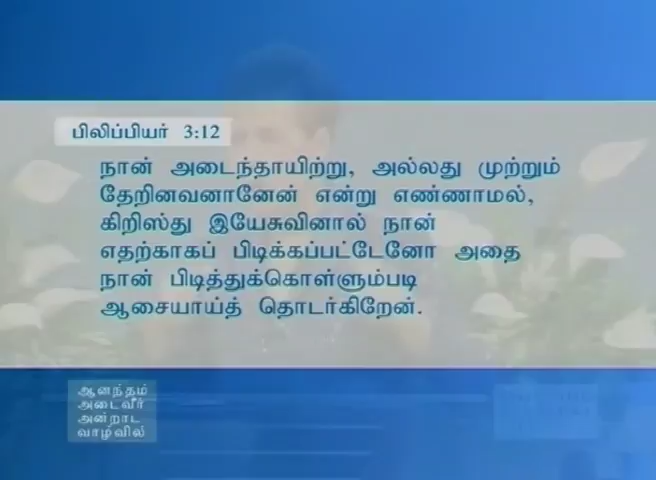 பிலிப்பியர் 3:12
நான் அடைந்தாயிற்று, அல்லது முற்றும்
தேறினவனானேன் என்று எண்ணாமல்,
கிறிஸ்து இயேசுவினால் நான்
எதற்காகப் பிடிக்கப்பட்டேனோ அதை
நான் பிடித்துக்கொள்ளும்படி
ஆசையாய்த் தொடர்கிறேன்.
ஆனந்தம்
அடைவீர்
அன்றாட
வாழ்வில்